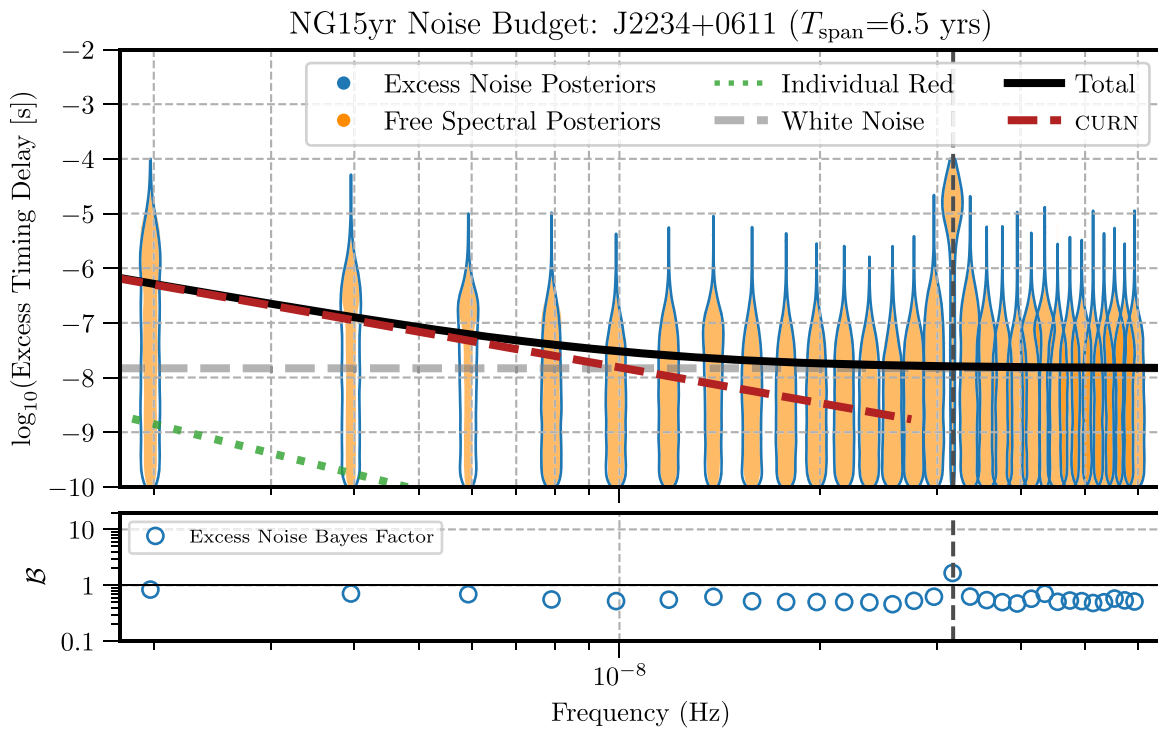 NG15yr Noise Budget: J2234+0611 (T_span=6.5 yrs)
log₁₀(Excess Timing Delay [s])
−2
−3
−4
−5
−6
−7
−8
−9
−10
Excess Noise Posteriors
Free Spectral Posteriors
Individual Red
White Noise
Total
CURN
ℬ
10
1
0.1
Excess Noise Bayes Factor
10⁻⁸
Frequency (Hz)